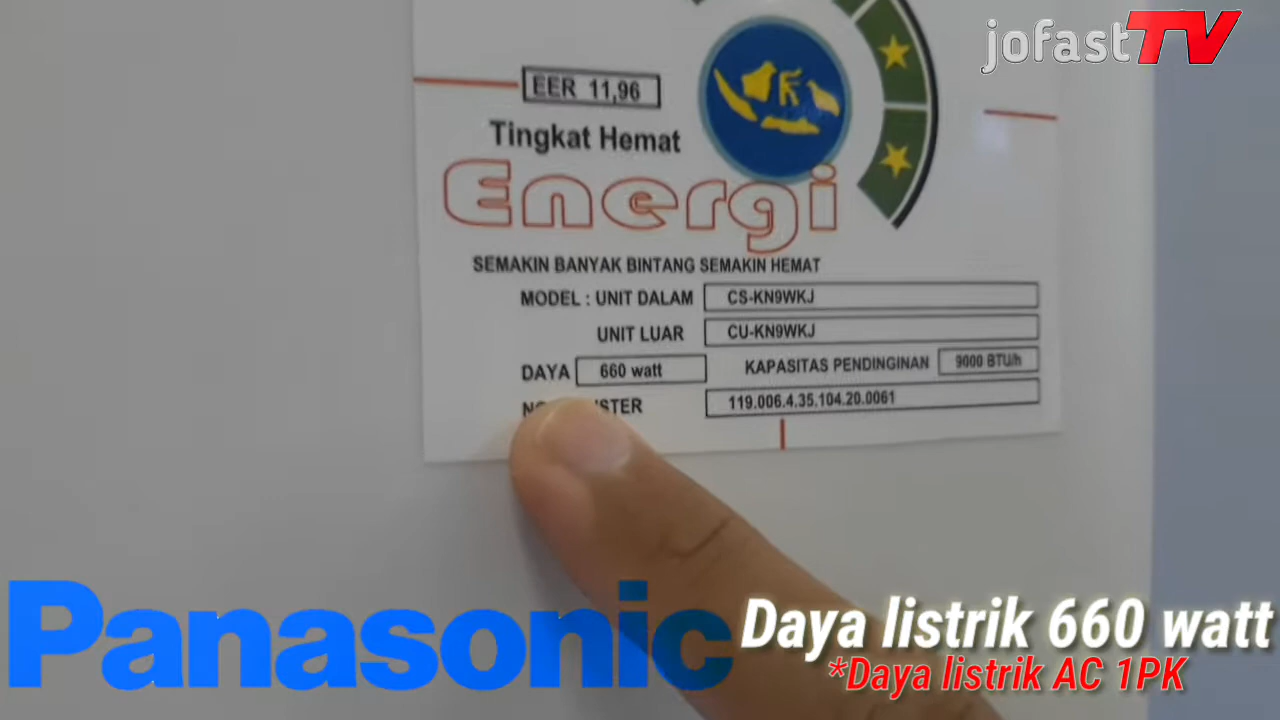 jofastTV
EER 11,96
Tingkat Hemat
Energi
SEMAKIN BANYAK BINTANG SEMAKIN HEMAT
MODEL : UNIT DALAM CS-KN9WKJ
UNIT LUAR CU-KN9WKJ
DAYA 660 watt KAPASITAS PENDINGINAN 9000 BTU/h
119.006.4.35.104.20.0061
Panasonic
Daya listrik 660 watt
*Daya listrik AC 1PK